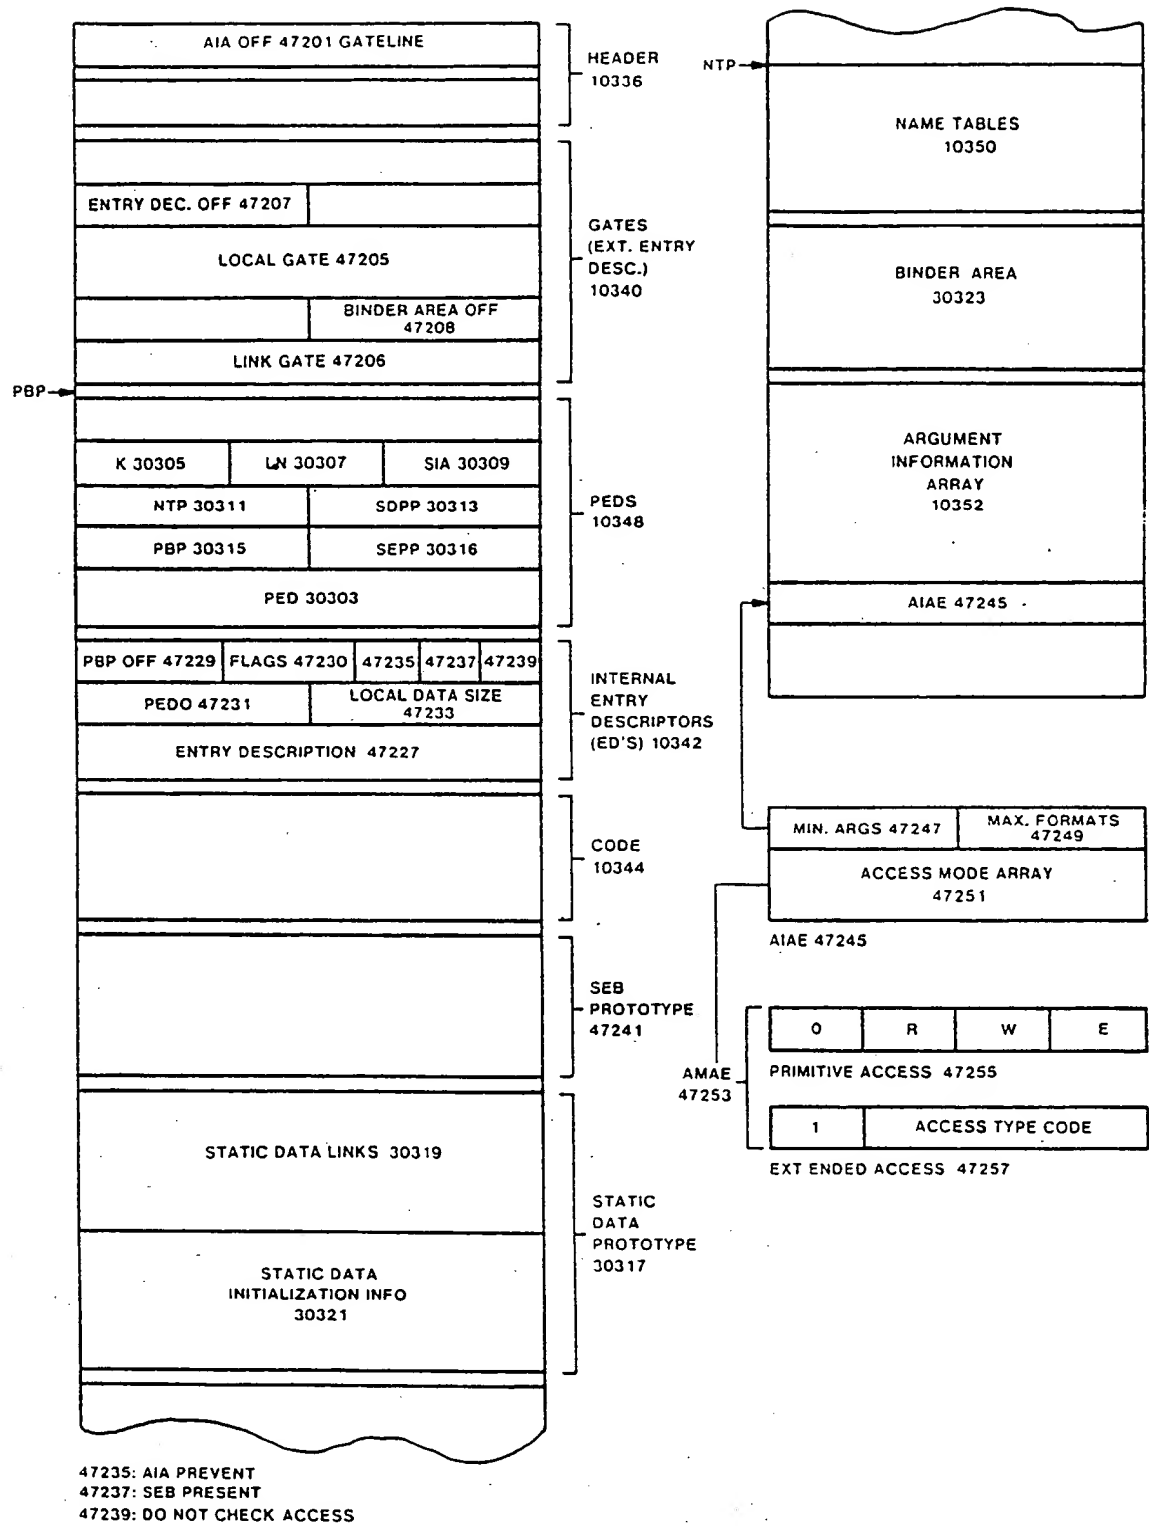 AIA OFF 47201 GATELINE
HEADER
10336
ENTRY DEC. OFF 47207
LOCAL GATE 47205
BINDER AREA OFF
47208
LINK GATE 47206
GATES
(EXT. ENTRY
DESC.)
10340
PBP
K 30305
LN 30307
SIA 30309
NTP 30311
SDPP 30313
PBP 30315
SEPP 30316
PED 30303
PEDS
10348
PBP OFF 47229
FLAGS 47230
47235
47237
47239
PEDO 47231
LOCAL DATA SIZE
47233
ENTRY DESCRIPTION 47227
INTERNAL
ENTRY
DESCRIPTORS
(ED'S) 10342
CODE
10344
SEB
PROTOTYPE
47241
STATIC DATA LINKS 30319
STATIC DATA
INITIALIZATION INFO
30321
STATIC
DATA
PROTOTYPE
30317
47235: AIA PREVENT
47237: SEB PRESENT
47239: DO NOT CHECK ACCESS
NTP
NAME TABLES
10350
BINDER AREA
30323
ARGUMENT
INFORMATION
ARRAY
10352
AIAE 47245
MIN. ARGS 47247
MAX. FORMATS
47249
ACCESS MODE ARRAY
47251
AIAE 47245
AMAE
47253
O
R
W
E
PRIMITIVE ACCESS 47255
1
ACCESS TYPE CODE
EXT ENDED ACCESS 47257